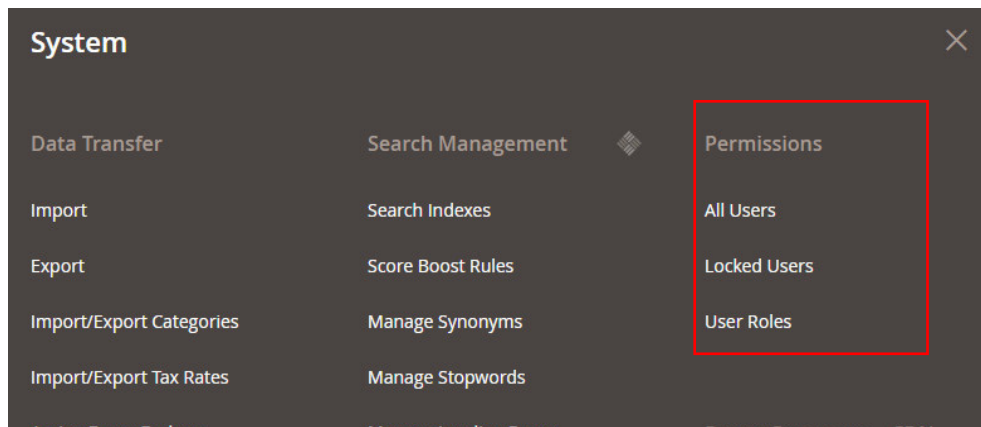 System
Data Transfer
Import
Export
Import/Export Categories
Import/Export Tax Rates
Search Management
Search Indexes
Score Boost Rules
Manage Synonyms
Manage Stopwords
Permissions
All Users
Locked Users
User Roles